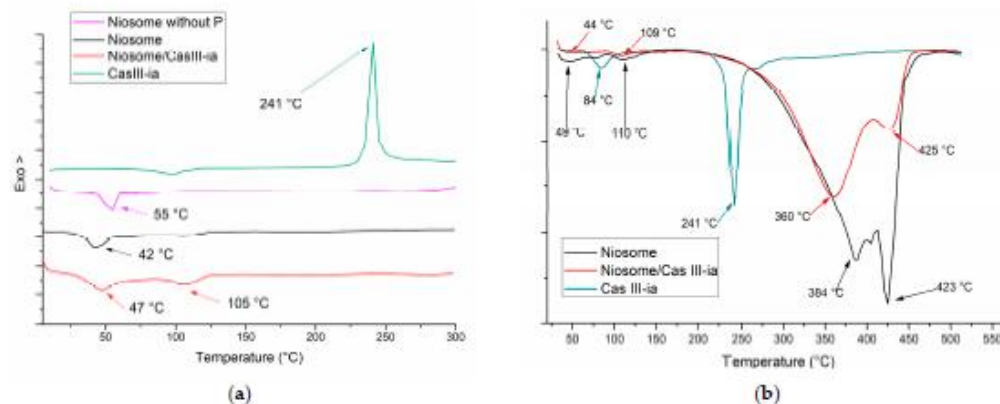 Niosome without P
Niosome
Niosome/CasIII-ia
CasIII-ia
241 °C
Exo >
55 °C
42 °C
47 °C
105 °C
0
50
100
150
200
250
300
Temperature (°C)
(a)
44 °C
109 °C
49 °C
84 °C
110 °C
241 °C
360 °C
425 °C
384 °C
423 °C
Niosome
Niosome/Cas III-ia
Cas III-ia
50
100
150
200
250
300
350
400
450
500
550
Temperature (°C)
(b)